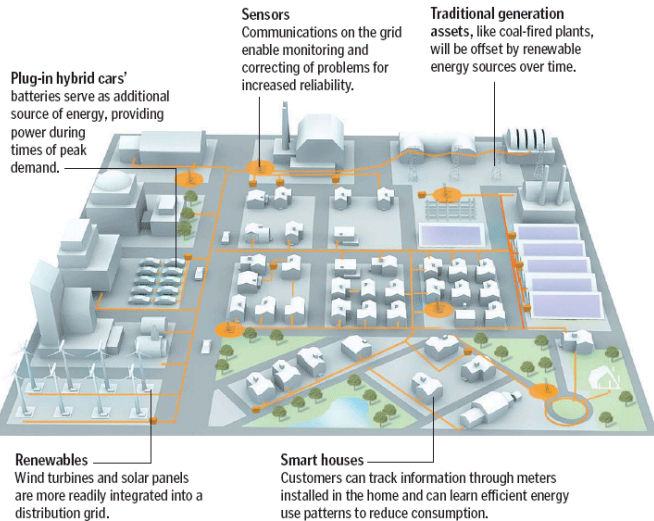 Sensors
Communications on the grid
enable monitoring and
correcting of problems for
increased reliability.
Traditional generation
assets, like coal-fired plants,
will be offset by renewable
energy sources over time.
Plug-in hybrid cars’
batteries serve as additional
source of energy, providing
power during
times of peak
demand.
Renewables
Wind turbines and solar panels
are more readily integrated into a
distribution grid.
Smart houses
Customers can track information through meters
installed in the home and can learn efficient energy
use patterns to reduce consumption.